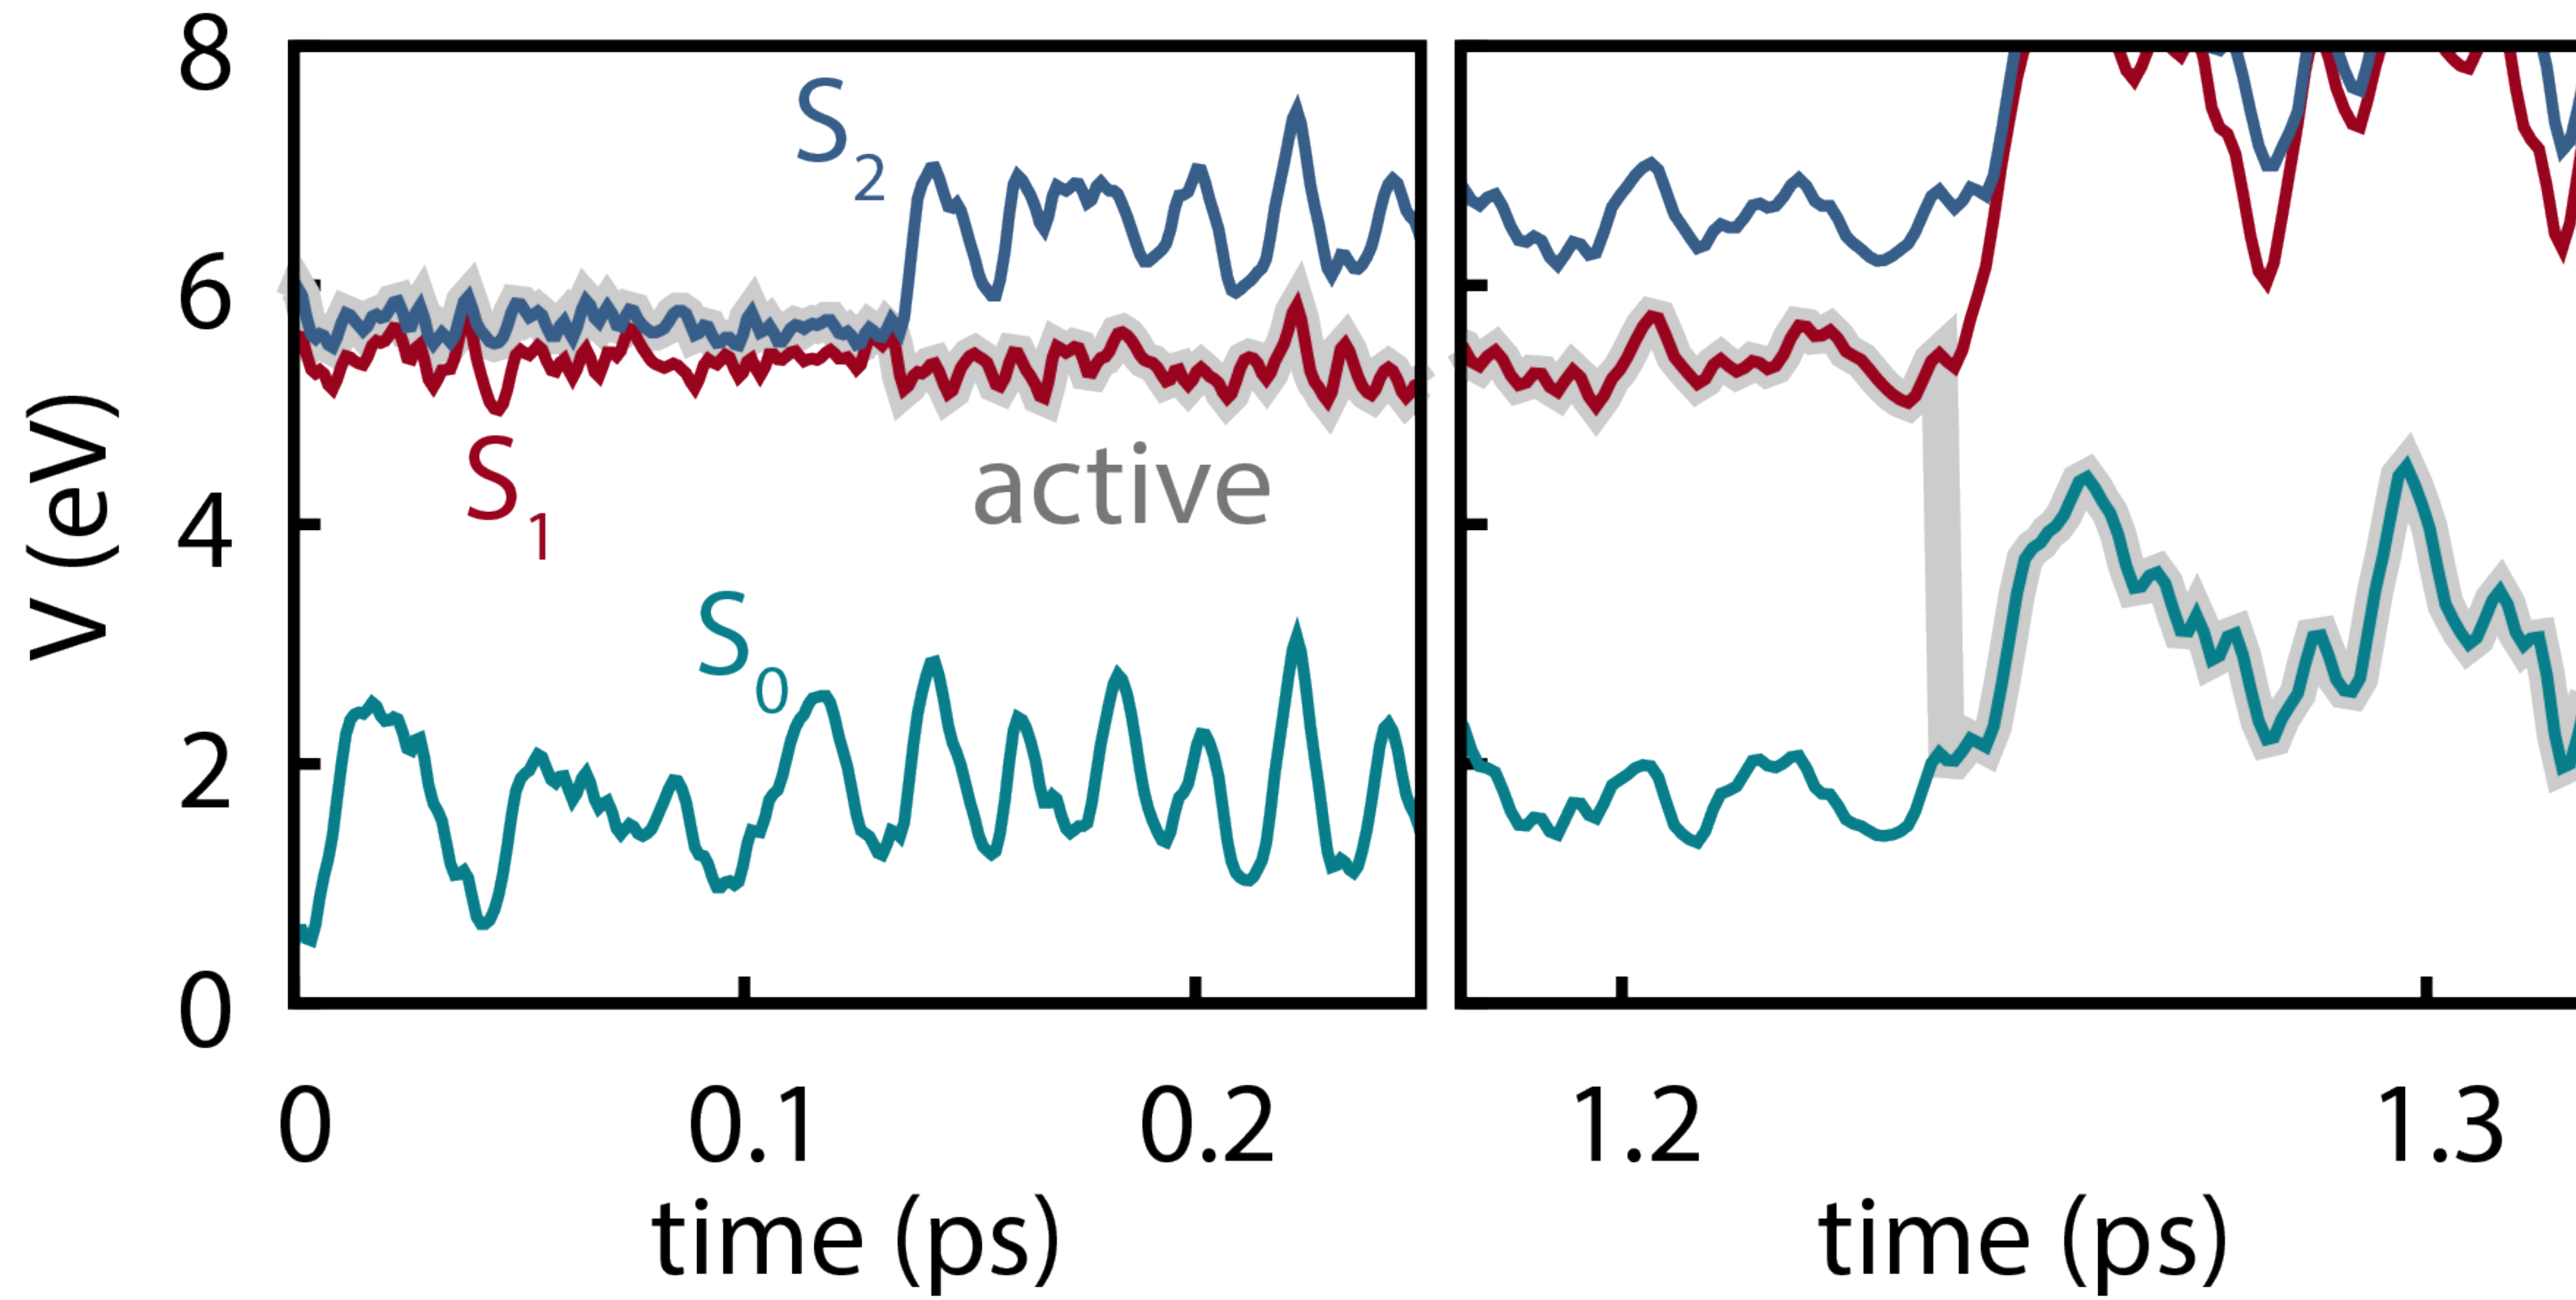 8
6
4
2
0
V (eV)
S2
S1
active
S0
0 0.1 0.2 1.2 1.3
time (ps) time (ps)